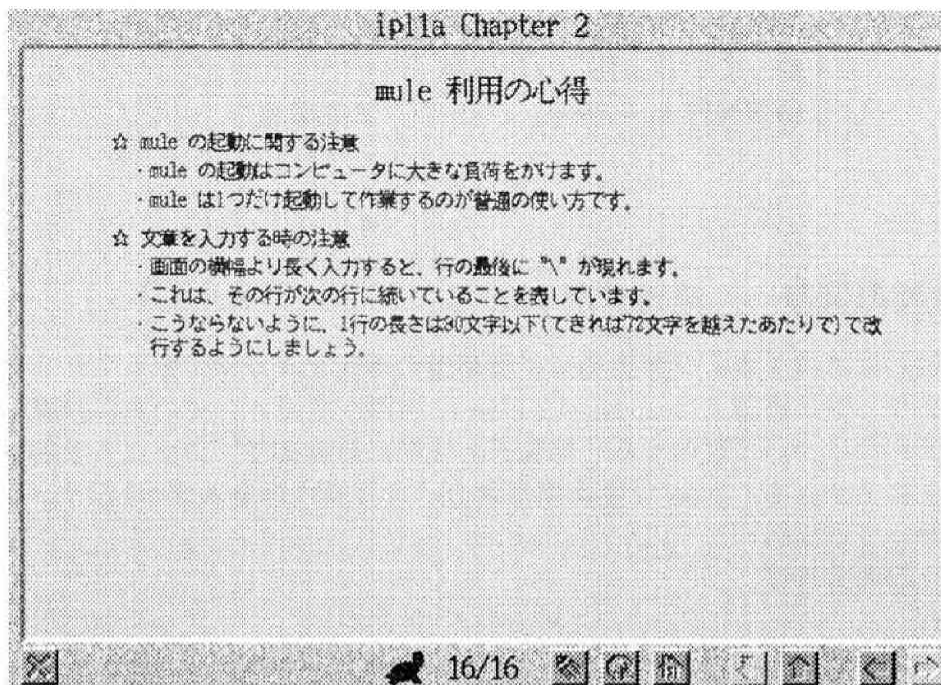 ipl1a Chapter 2
mule 利用の心得
☆ mule の起動に関する注意
・mule の起動はコンピュータに大きな負荷をかけます。
・mule は1つだけ起動して作業するのが普通の使い方です。
☆ 文章を入力する時の注意
・画面の横幅より長く入力すると、行の最後に "\" が現れます。
・これは、その行が次の行に続いていることを表しています。
・こうならないように、1行の長さは80文字以下(できれば72文字を越えたあたりで)で改
行するようにしましょう。
16/16